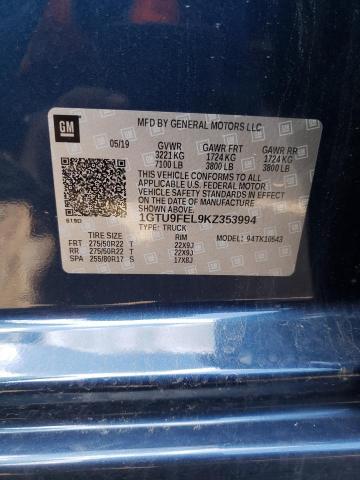 GM
MFD BY GENERAL MOTORS LLC
05/19 GVWR GAWR FRT GAWR RR
3221 KG 1724 KG 1724 KG
7100 LB 3800 LB 3800 LB
THIS VEHICLE CONFORMS TO ALL APPLICABLE
U.S. FEDERAL MOTOR VEHICLE SAFETY
STANDARDS IN EFFECT ON THE DATE OF MANUFACTURE
SHOWN ABOVE.
1GTU9FEL9KZ353994
TYPE: TRUCK
RIM MODEL: 94TK10543
FRT 275/50R22 T 22X9J
RR 275/50R22 T 22X9J
SPA 255/80R17 S 17X8J